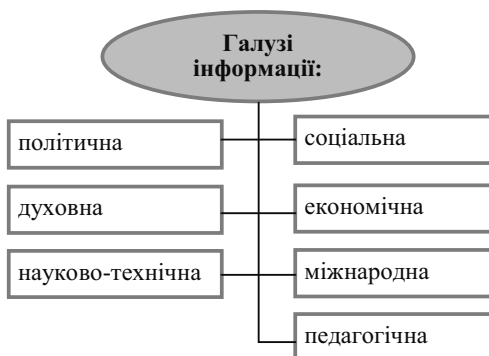 Галузі
інформації:
політична
соціальна
духовна
економічна
науково-технічна
міжнародна
педагогічна